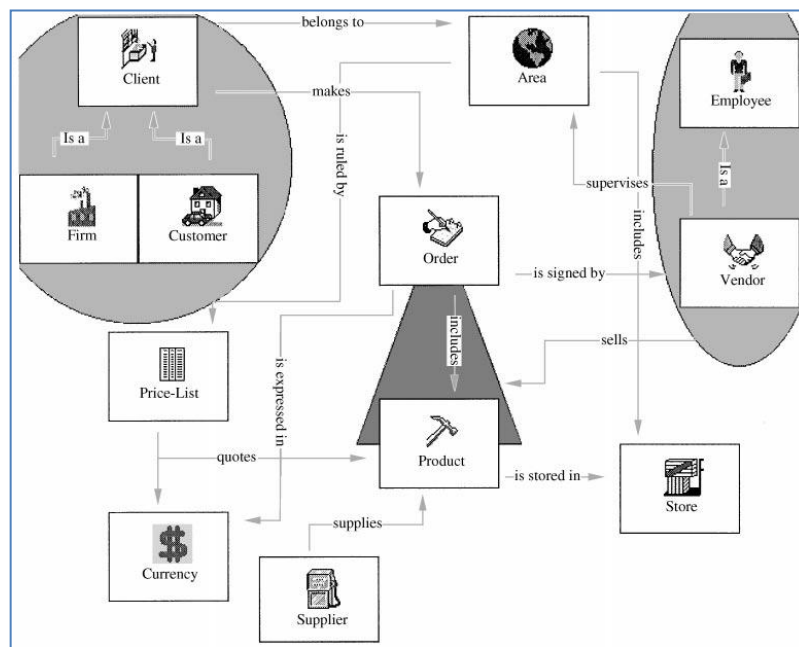 belongs to
Client
Area
Employee
makes
Is a
Is a
is ruled by
supervises
Is a
includes
Firm
Customer
Order
Vendor
is signed by
includes
sells
is expressed in
Price-List
quotes
Product
is stored in
Store
supplies
Currency
Supplier